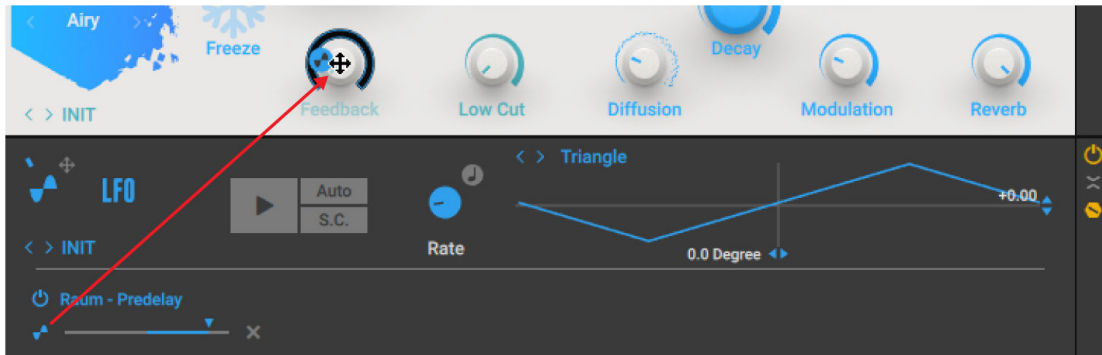 Airy
Freeze
Decay
Feedback
Low Cut
Diffusion
Modulation
Reverb
< > INIT
< > Triangle
LFO
Auto
S.C.
+0.00
Rate
0.0 Degree
< > INIT
Raum - Predelay